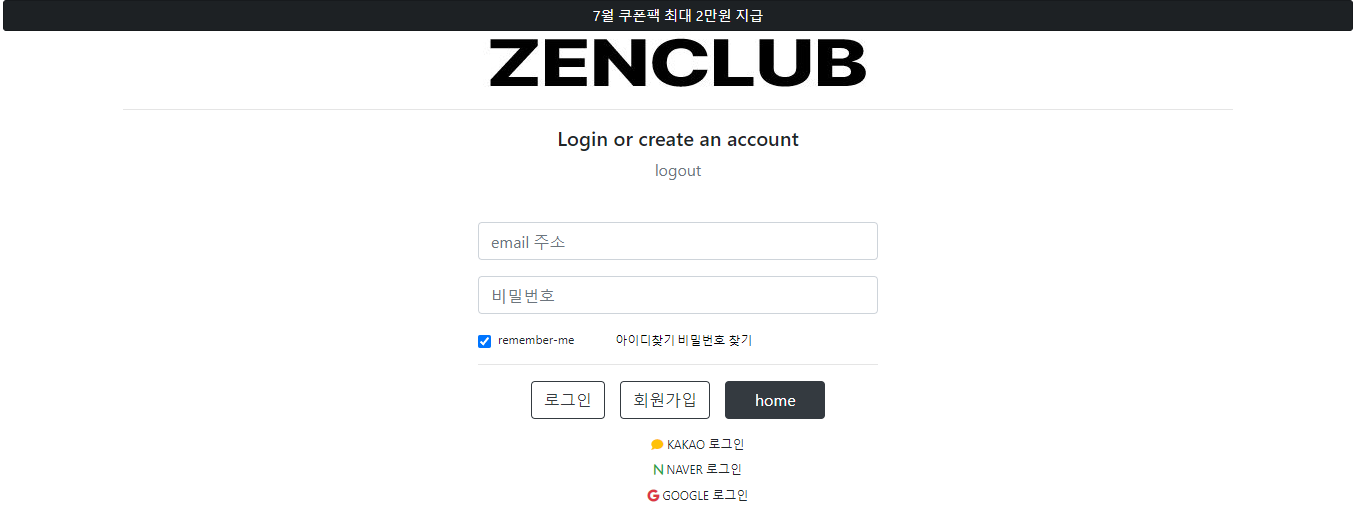 7월 쿠폰팩 최대 2만원 지급
ZENCLUB
Login or create an account
logout
email 주소
비밀번호
remember-me 아이디찾기 비밀번호 찾기
로그인 회원가입 home
KAKAO 로그인
N NAVER 로그인
G GOOGLE 로그인